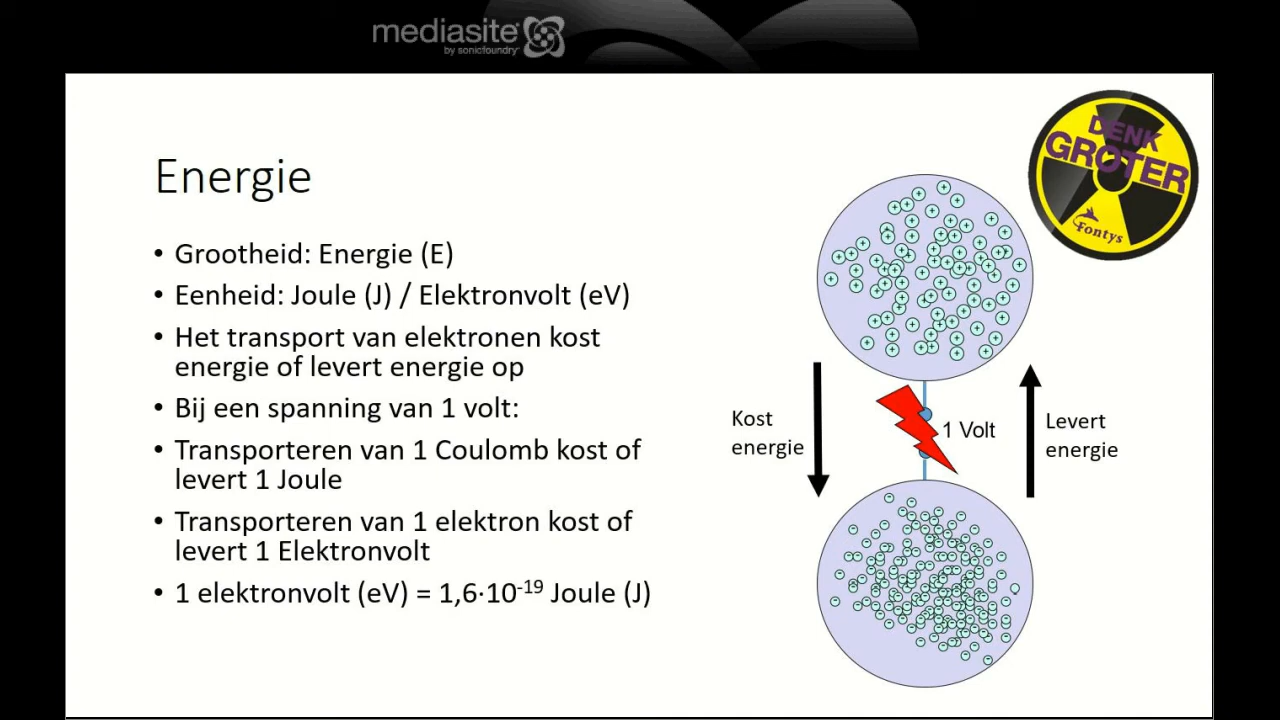 mediasite
by sonicfoundry
DENK
GROTER
Fontys
Energie
• Grootheid: Energie (E)
• Eenheid: Joule (J) / Elektronvolt (eV)
• Het transport van elektronen kost
energie of levert energie op
• Bij een spanning van 1 volt:
• Transporteren van 1 Coulomb kost of
levert 1 Joule
• Transporteren van 1 elektron kost of
levert 1 Elektronvolt
• 1 elektronvolt (eV) = 1,6·10⁻¹⁹ Joule (J)
Kost
energie
1 Volt
Levert
energie